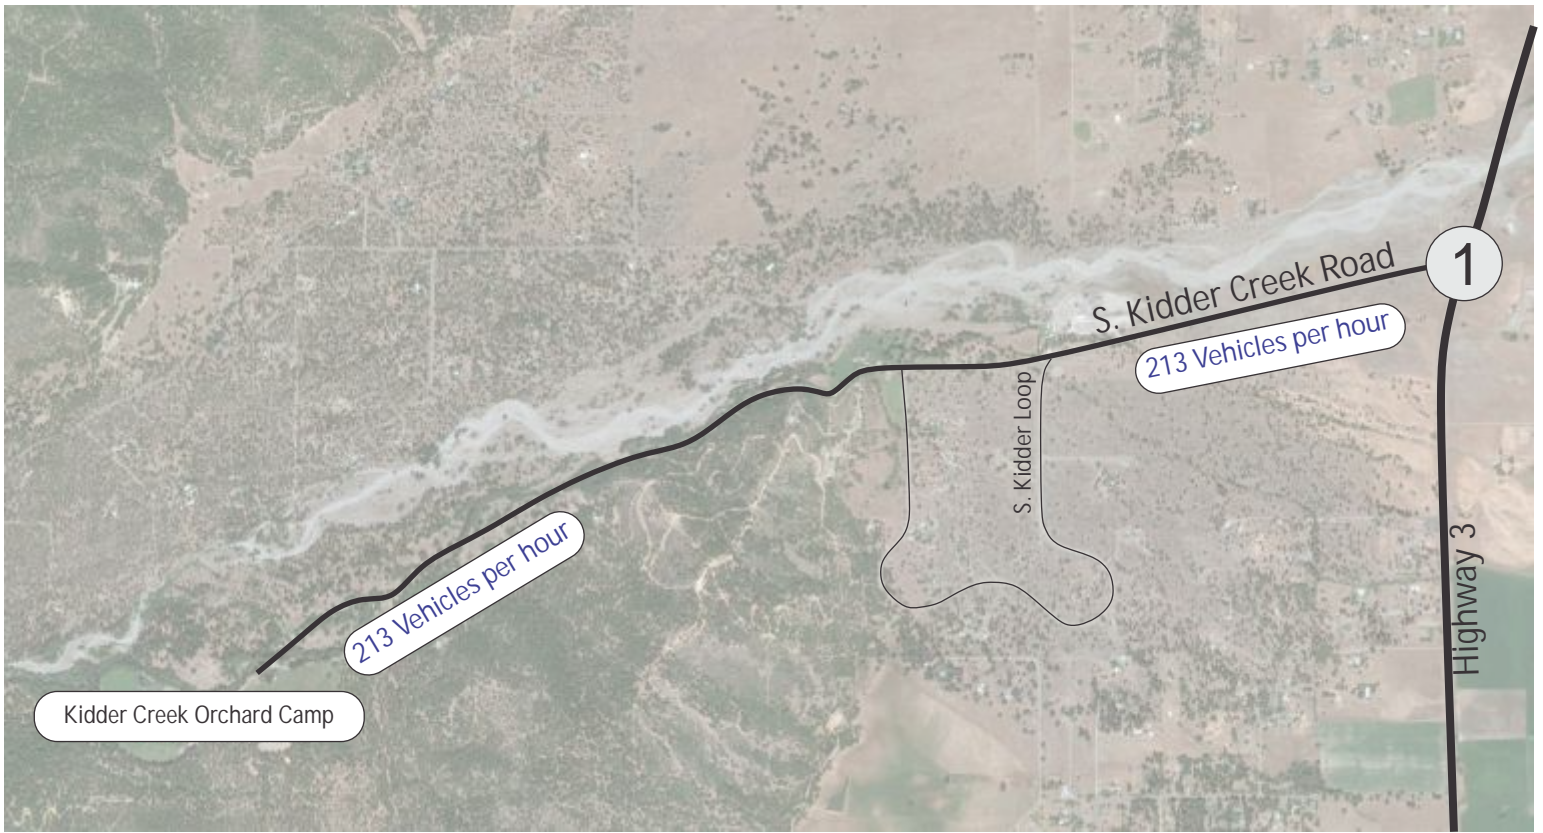 1
S. Kidder Creek Road
213 Vehicles per hour
S. Kidder Loop
213 Vehicles per hour
Highway 3
Kidder Creek Orchard Camp